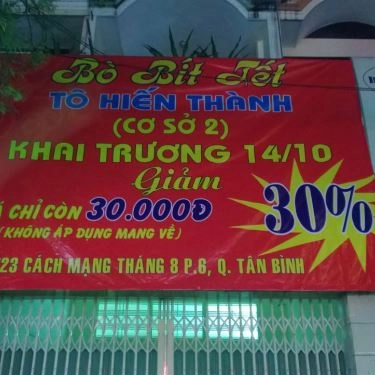 Bò Bít Tết
TÔ HIẾN THÀNH
(CƠ SỞ 2)
KHAI TRƯƠNG 14/10
Giảm
30%
CHỈ CÒN 30.000Đ
(KHÔNG ÁP DỤNG MANG VỀ)
23 CÁCH MẠNG THÁNG 8 P.6, Q. TÂN BÌNH